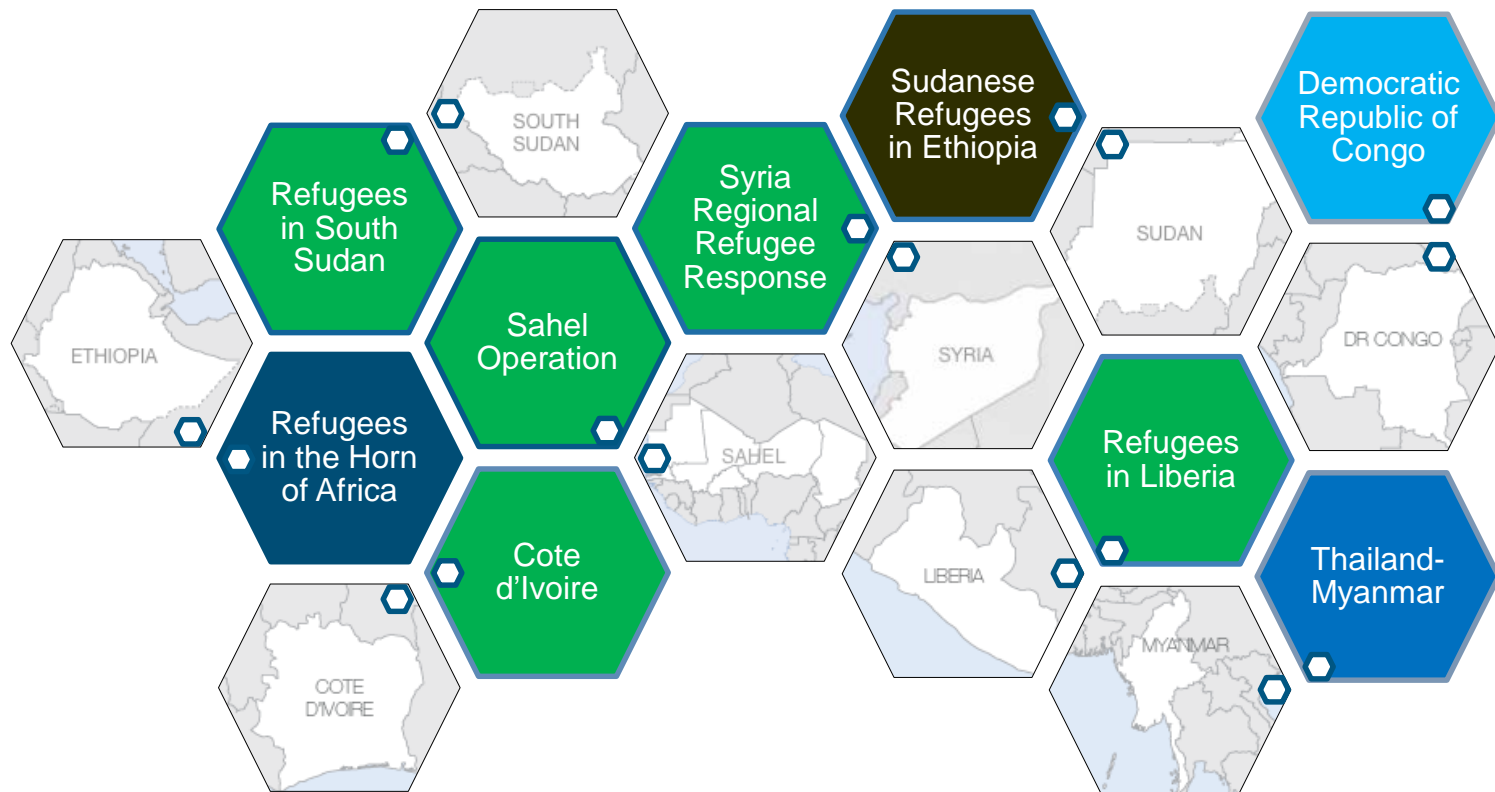 Sudanese
Refugees
in Ethiopia
Democratic
Republic of
Congo
SOUTH
SUDAN
Refugees
in South
Sudan
Syria
Regional
Refugee
Response
SUDAN
ETHIOPIA
Sahel
Operation
SYRIA
DR CONGO
Refugees
in the Horn
of Africa
SAHEL
Refugees
in Liberia
Cote
d'Ivoire
LIBERIA
Thailand-
Myanmar
COTE
D'IVOIRE
MYANMAR